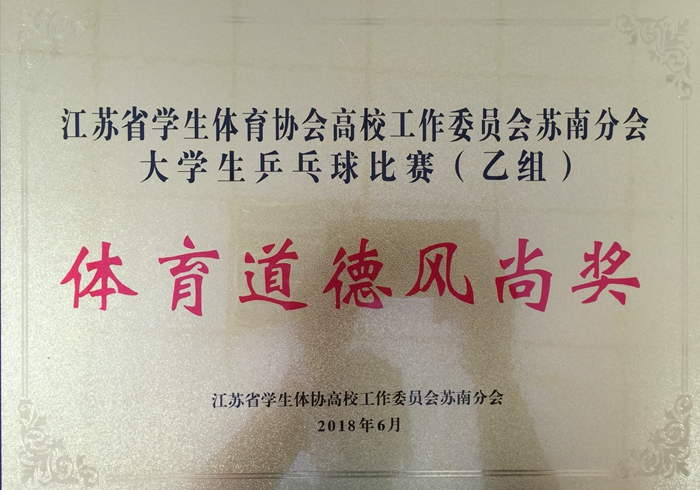 江苏省学生体育协会高校工作委员会苏南分会
大学生乒乓球比赛（乙组）
体育道德风尚奖
江苏省学生体协高校工作委员会苏南分会
2018年6月